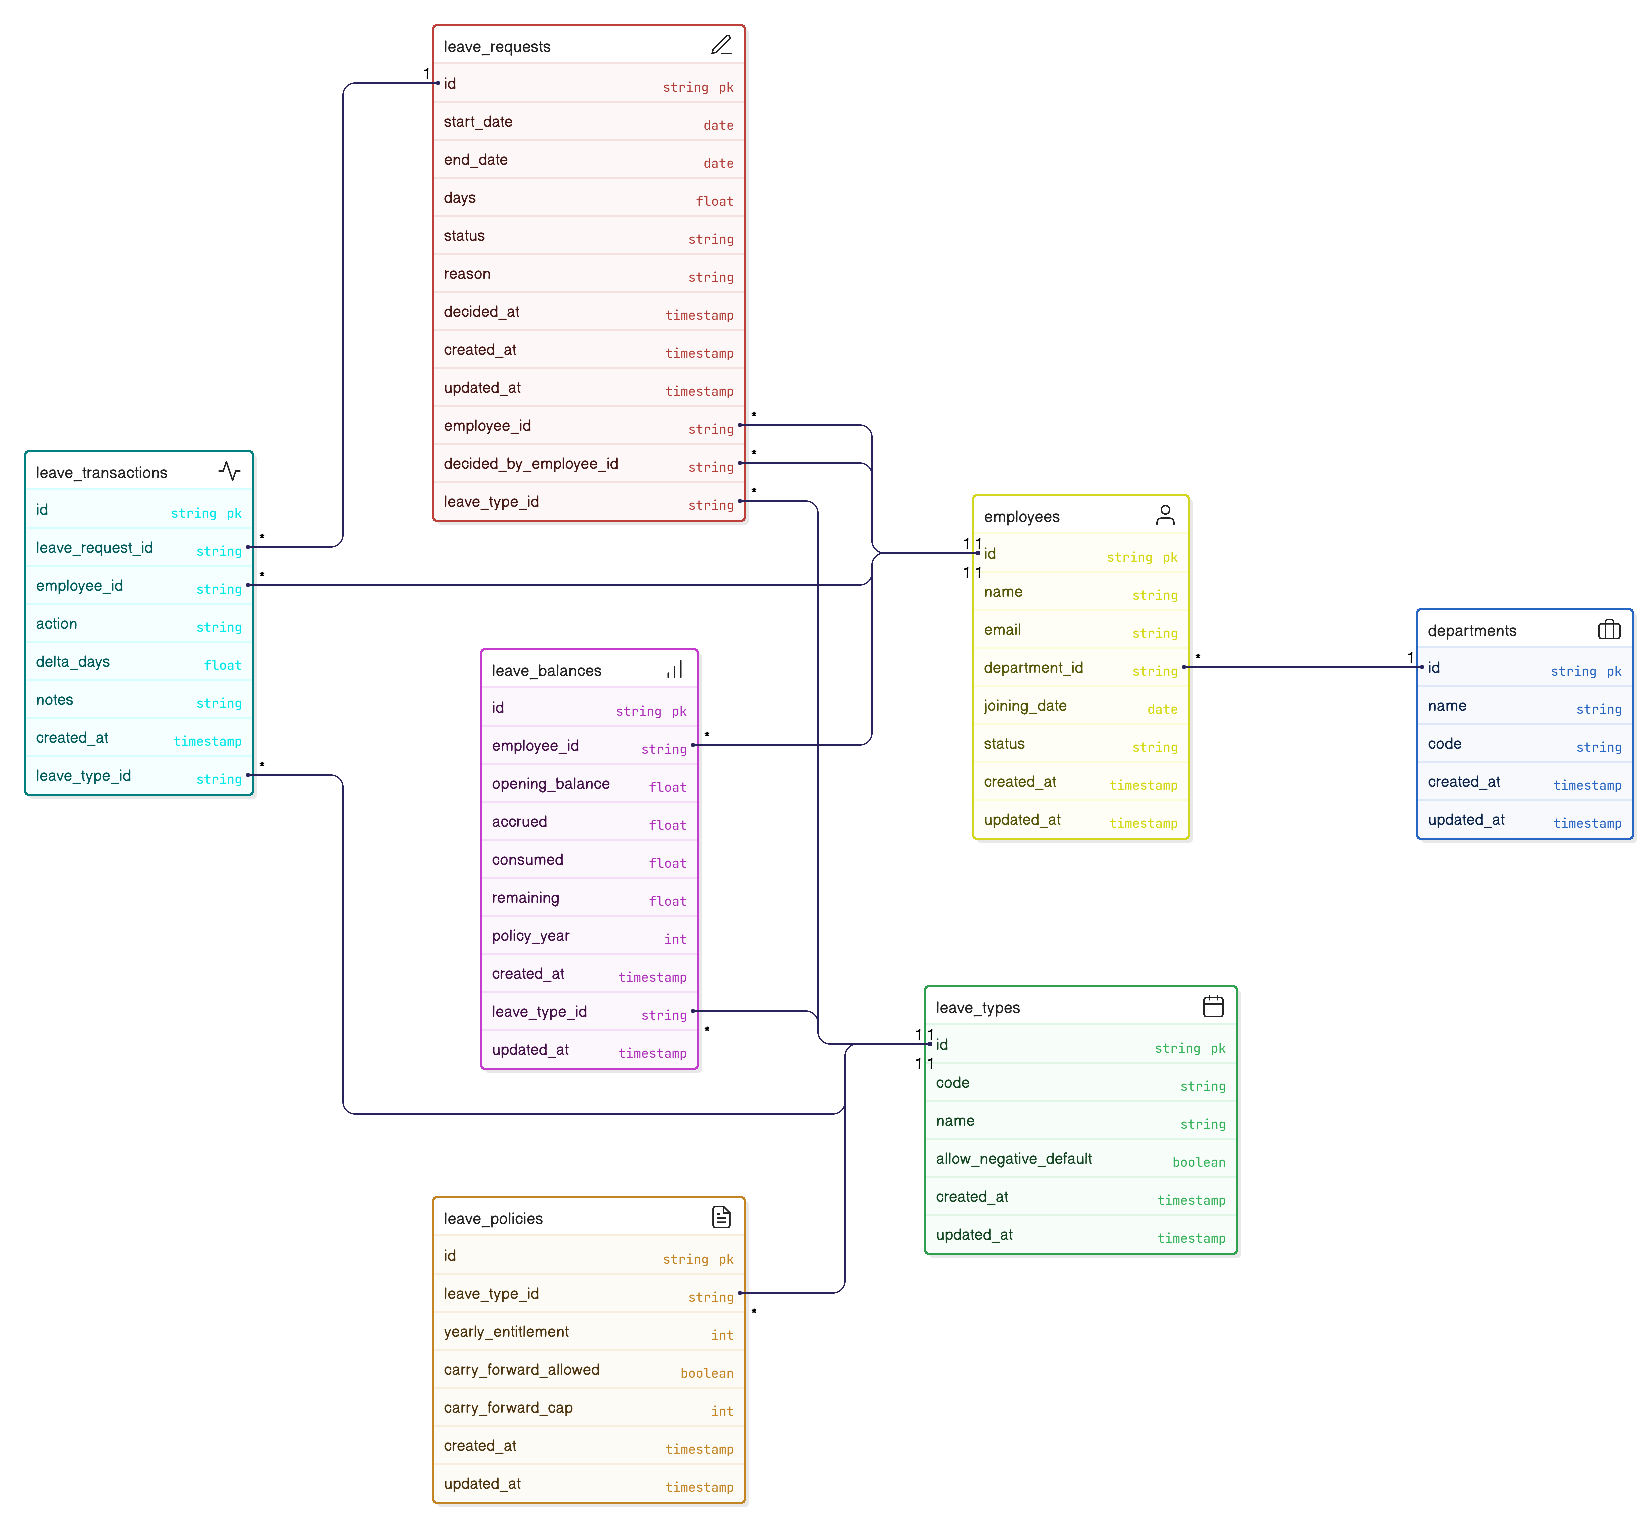 leave_requests
1
id string pk
start_date date
end_date date
days float
status string
reason string
decided_at timestamp
created_at timestamp
updated_at timestamp
employee_id string *
decided_by_employee_id string *
leave_type_id string *
leave_transactions
id string pk
leave_request_id string *
employee_id string *
action string
delta_days float
notes string
created_at timestamp
leave_type_id string *
leave_balances
id string pk
employee_id string *
opening_balance float
accrued float
consumed float
remaining float
policy_year int
created_at timestamp
leave_type_id string
*
updated_at timestamp
employees
1 1
id string pk
1 1
name string
email string
department_id string *
joining_date date
status string
created_at timestamp
updated_at timestamp
departments
1
id string pk
name string
code string
created_at timestamp
updated_at timestamp
leave_types
1 1
id string pk
1 1
code string
name string
allow_negative_default boolean
created_at timestamp
updated_at timestamp
leave_policies
id string pk
leave_type_id string
*
yearly_entitlement int
carry_forward_allowed boolean
carry_forward_cap int
created_at timestamp
updated_at timestamp